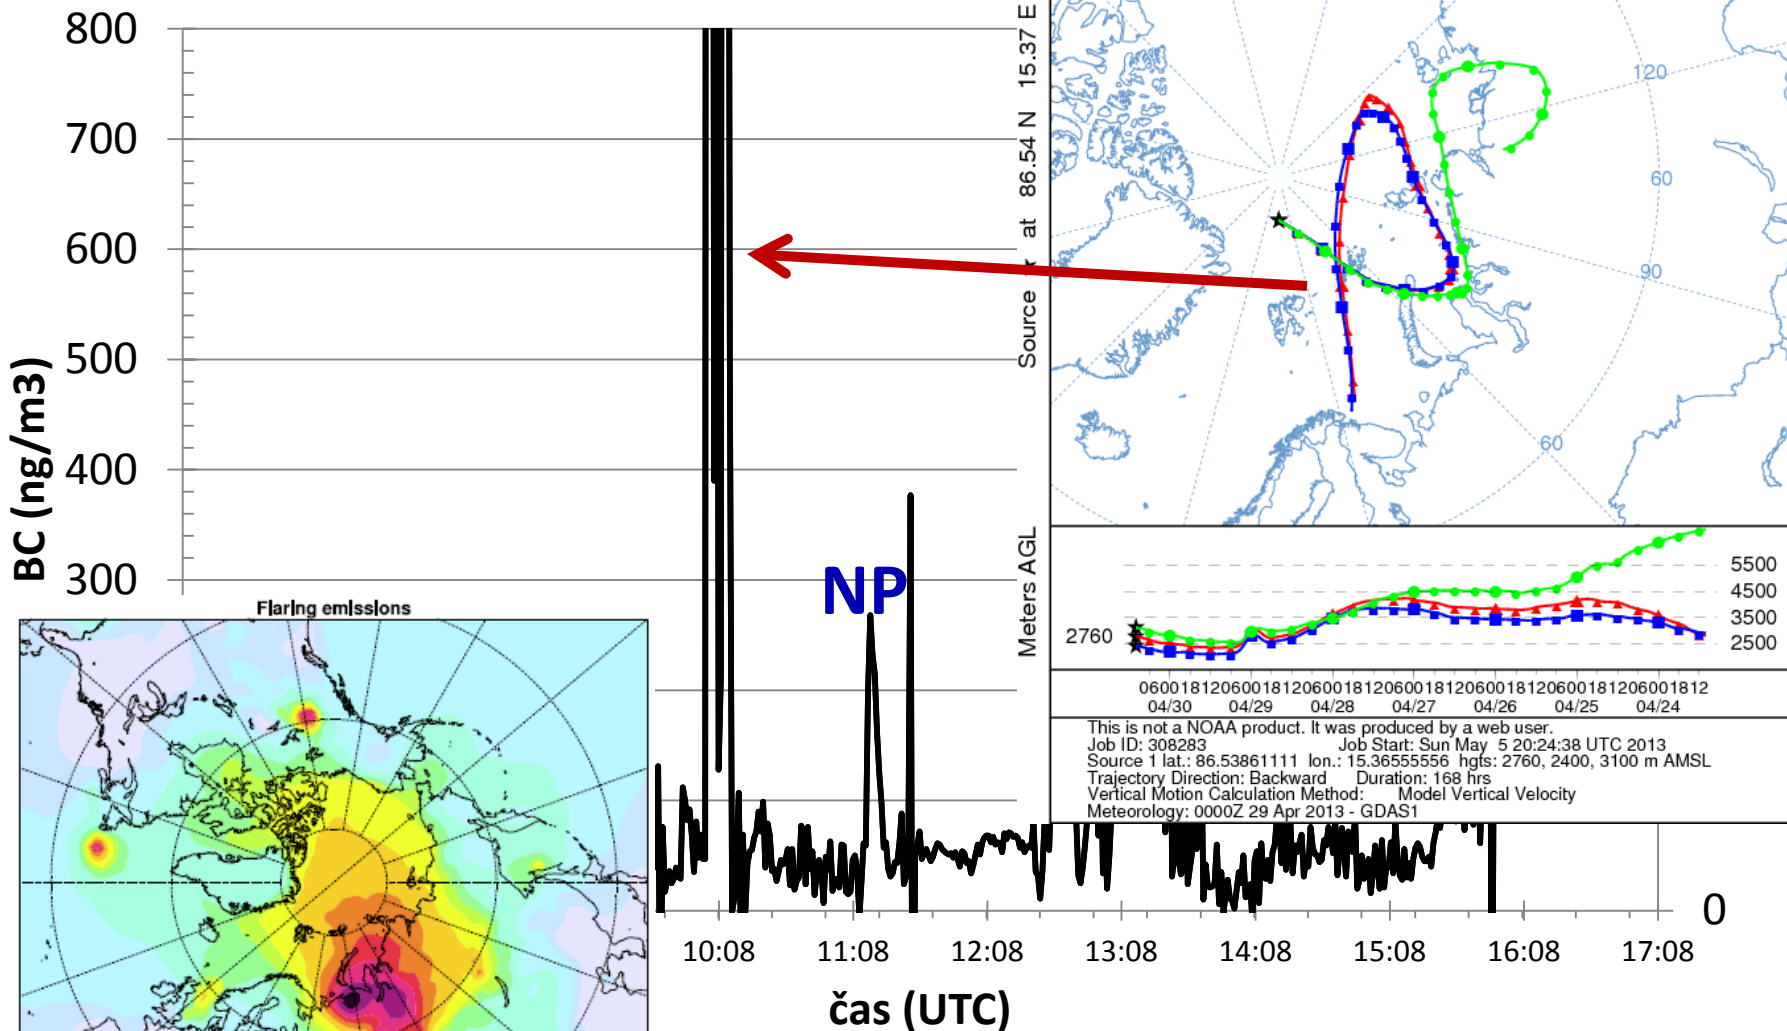 800
700
600
500
400
300
BC (ng/m3)
NP
Flaring emissions
10:08
11:08
12:08
13:08
14:08
15:08
16:08
17:08
0
čas (UTC)
at 86.54 N 15.37 E
Source
120
60
90
60
Meters AGL
2760
5500
4500
3500
2500
06001812060018120600181206001812060018120600181206001812
04/30 04/29 04/28 04/27 04/26 04/25 04/24
This is not a NOAA product. It was produced by a web user.
Job ID: 308283 Job Start: Sun May 5 20:24:38 UTC 2013
Source 1 lat.: 86.53861111 lon.: 15.36555556 hgts: 2760, 2400, 3100 m AMSL
Trajectory Direction: Backward Duration: 168 hrs
Vertical Motion Calculation Method: Model Vertical Velocity
Meteorology: 0000Z 29 Apr 2013 - GDAS1